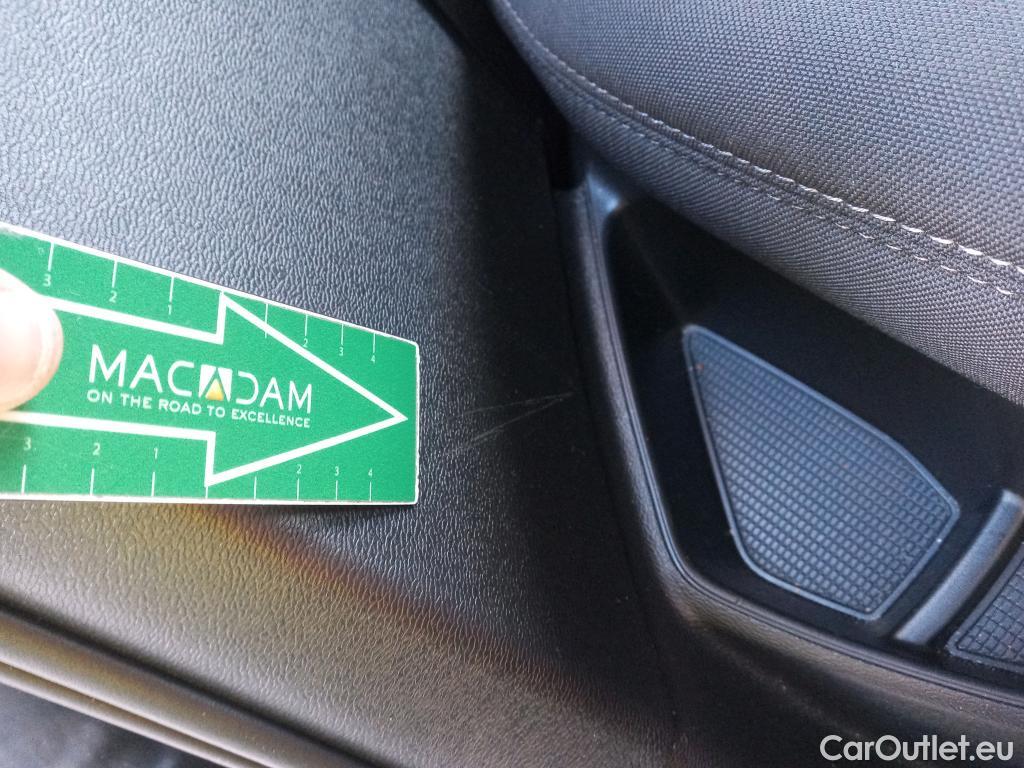 3 2 1 1 2 3 4
MACADAM
ON THE ROAD TO EXCELLENCE
3 2 1 2 3 4
CarOutlet.eu